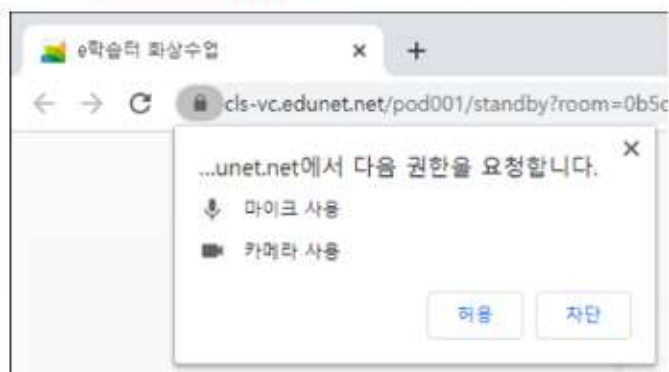 e학습터 화상수업
cls-vc.edunet.net/pod001/standby?room=0b5c
...unet.net에서 다음 권한을 요청합니다.
마이크 사용
카메라 사용
허용 차단